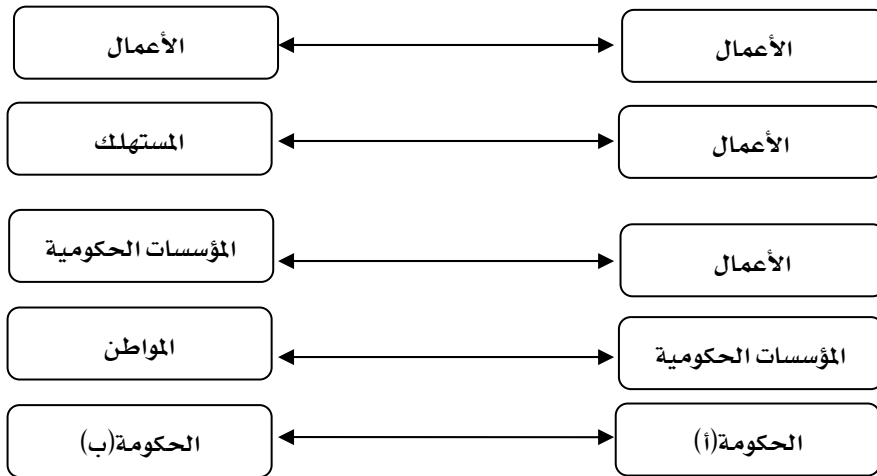 الأعمال
الأعمال
الأعمال
المستهلك
الأعمال
المؤسسات الحكومية
المؤسسات الحكومية
المواطن
الحكومة(أ)
الحكومة(ب)